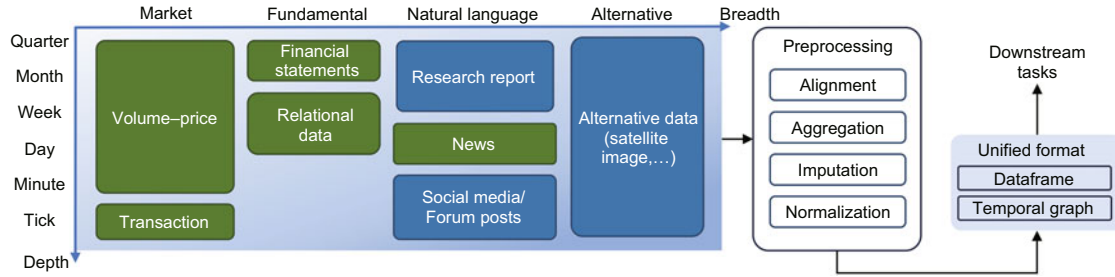 Market
Fundamental
Natural language
Alternative
Breadth
Quarter
Month
Week
Day
Minute
Tick
Depth
Volume–price
Transaction
Financial
statements
Relational
data
Research report
News
Social media/
Forum posts
Alternative data
(satellite
image,…)
Preprocessing
Alignment
Aggregation
Imputation
Normalization
Downstream
tasks
Unified format
Dataframe
Temporal graph